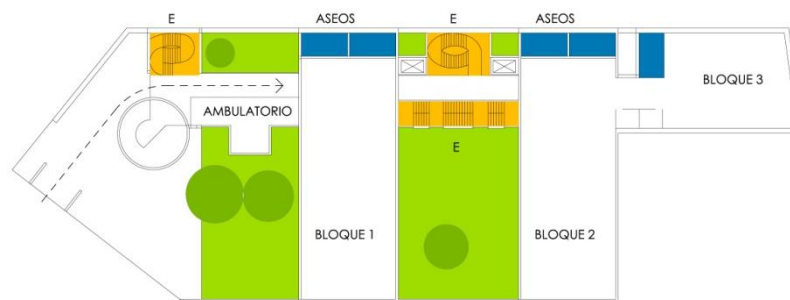 E
ASEOS
E
ASEOS
BLOQUE 3
AMBULATORIO
E
BLOQUE 1
BLOQUE 2